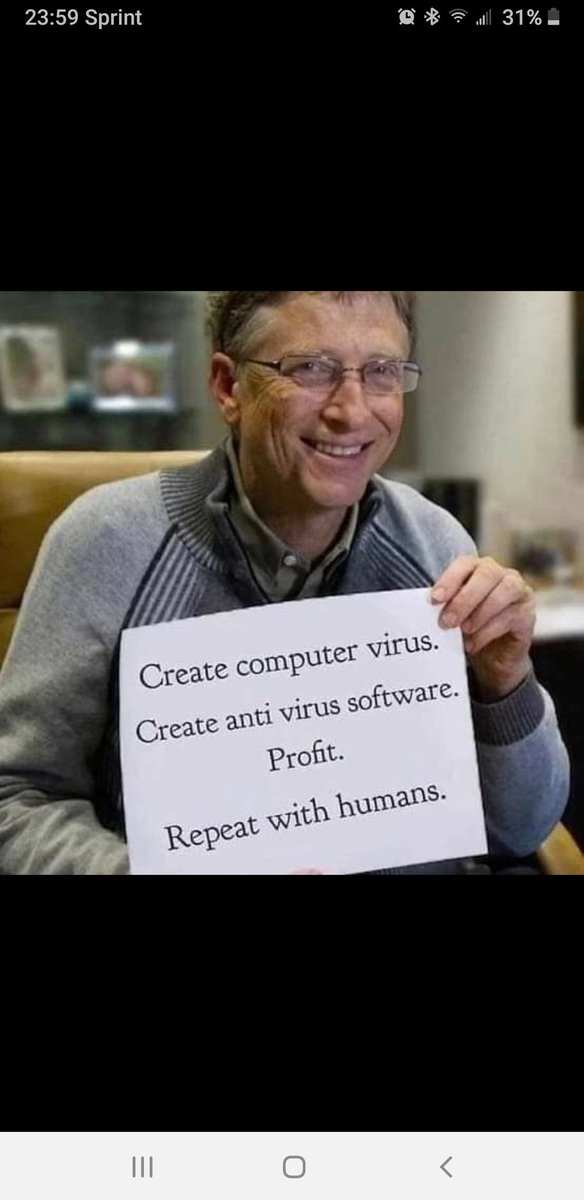 23:59 Sprint 31%
Create computer virus.
Create anti virus software.
Profit.
Repeat with humans.